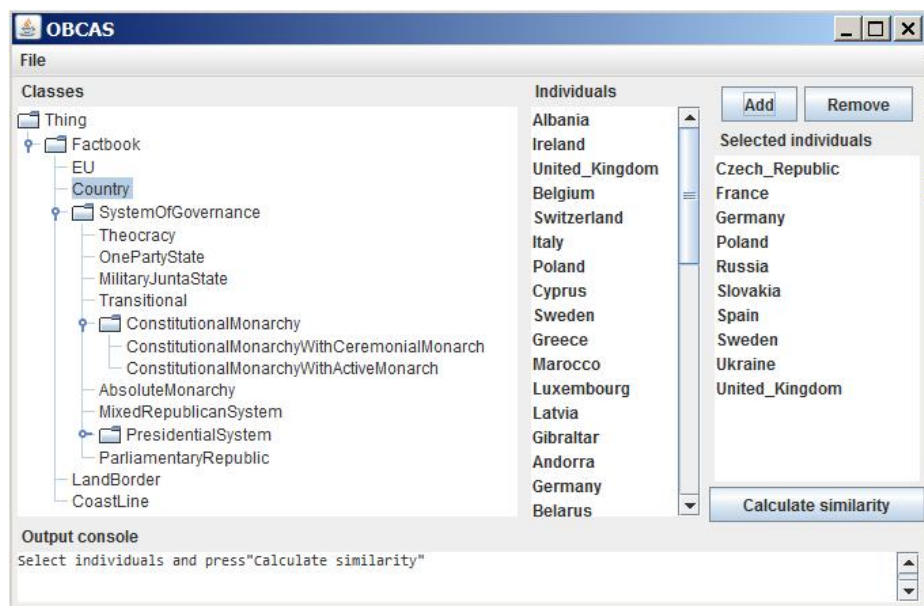 OBCAS
File
Classes
Thing
Factbook
EU
Country
SystemOfGovernance
Theocracy
OnePartyState
MilitaryJuntaState
Transitional
ConstitutionalMonarchy
ConstitutionalMonarchyWithCeremonialMonarch
ConstitutionalMonarchyWithActiveMonarch
AbsoluteMonarchy
MixedRepublicanSystem
PresidentialSystem
ParliamentaryRepublic
LandBorder
CoastLine
Individuals
Albania
Ireland
United_Kingdom
Belgium
Switzerland
Italy
Poland
Cyprus
Sweden
Greece
Marocco
Luxembourg
Latvia
Gibraltar
Andorra
Germany
Belarus
Add Remove
Selected individuals
Czech_Republic
France
Germany
Poland
Russia
Slovakia
Spain
Sweden
Ukraine
United_Kingdom
Calculate similarity
Output console
Select individuals and press"Calculate similarity"